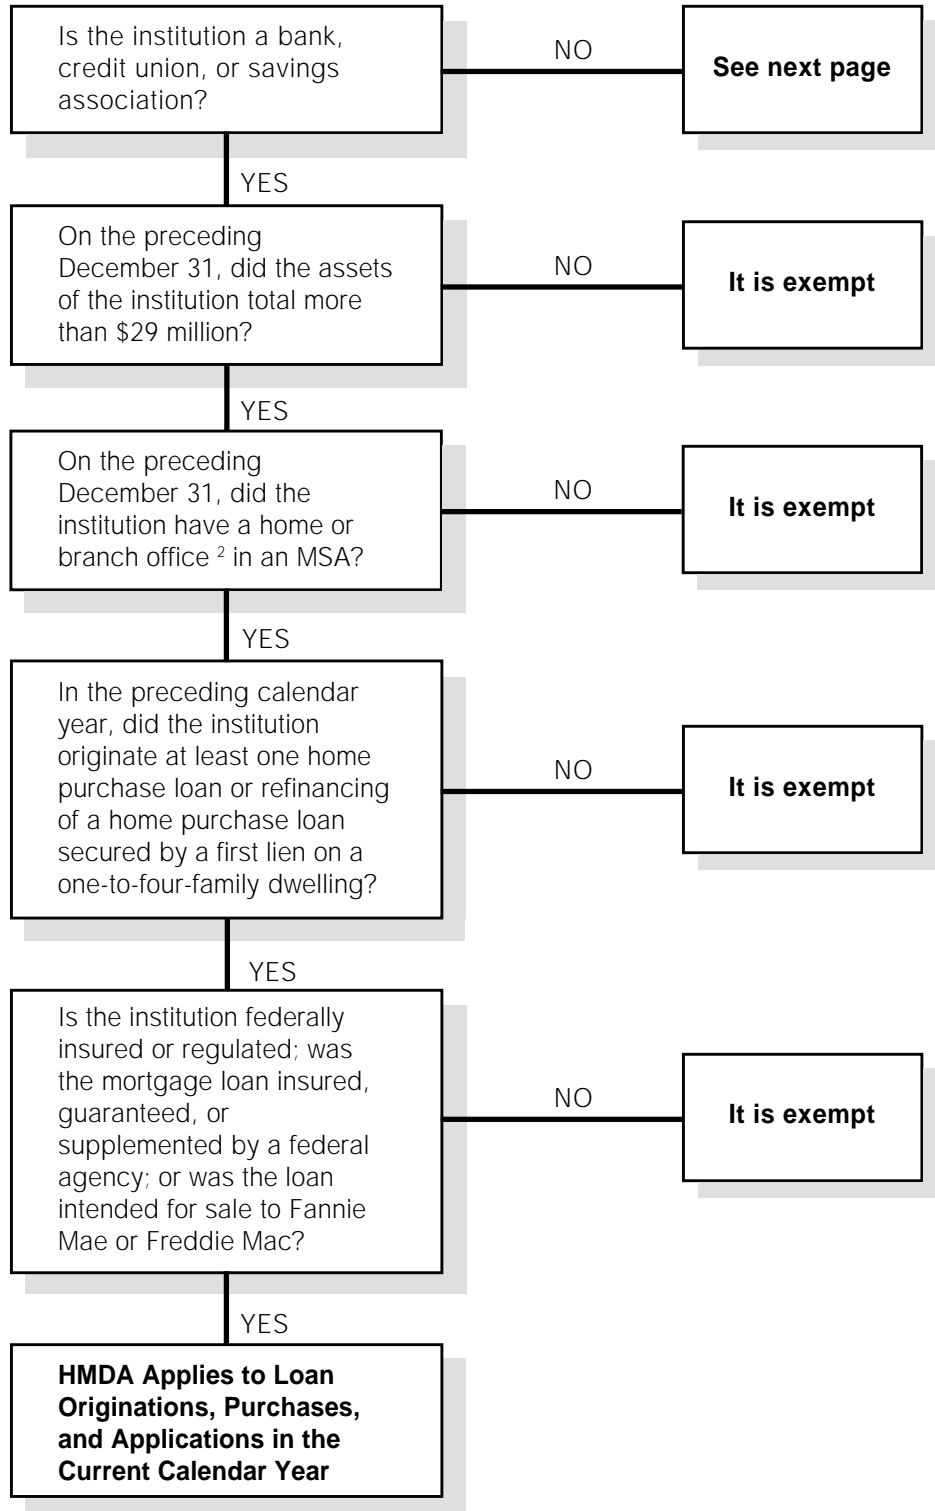 Is the institution a bank,
credit union, or savings
association?
NO
See next page
YES
On the preceding
December 31, did the assets
of the institution total more
than $29 million?
NO
It is exempt
YES
On the preceding
December 31, did the
institution have a home or
branch office ² in an MSA?
NO
It is exempt
YES
In the preceding calendar
year, did the institution
originate at least one home
purchase loan or refinancing
of a home purchase loan
secured by a first lien on a
one-to-four-family dwelling?
NO
It is exempt
YES
Is the institution federally
insured or regulated; was
the mortgage loan insured,
guaranteed, or
supplemented by a federal
agency; or was the loan
intended for sale to Fannie
Mae or Freddie Mac?
NO
It is exempt
YES
HMDA Applies to Loan
Originations, Purchases,
and Applications in the
Current Calendar Year